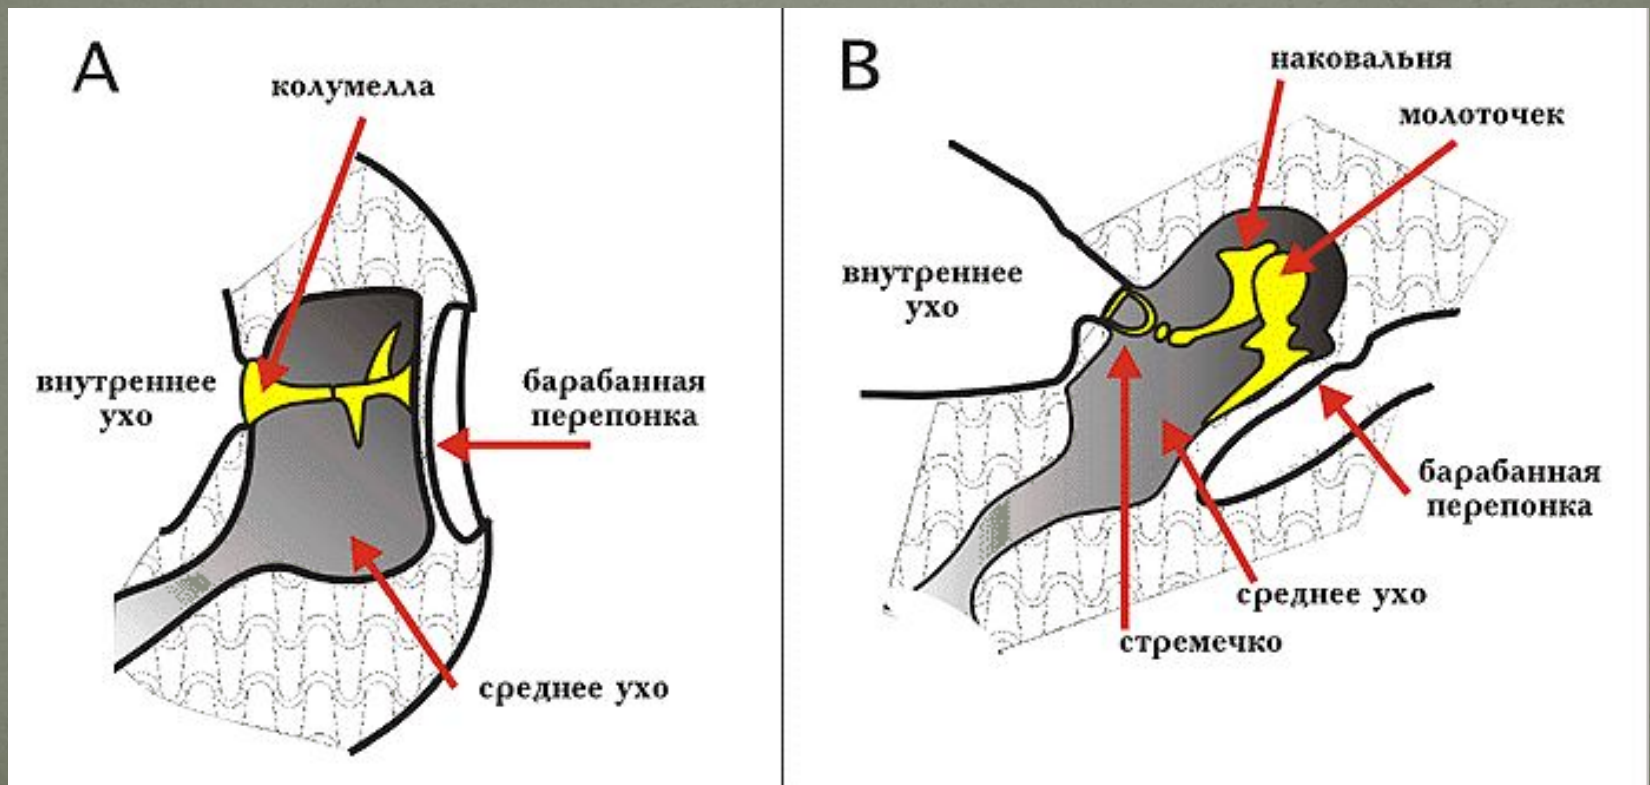 A
колумелла
внутреннее
ухо
барабанная
перепонка
среднее ухо
B
наковальня
молоточек
внутреннее
ухо
барабанная
перепонка
среднее ухо
стремечко